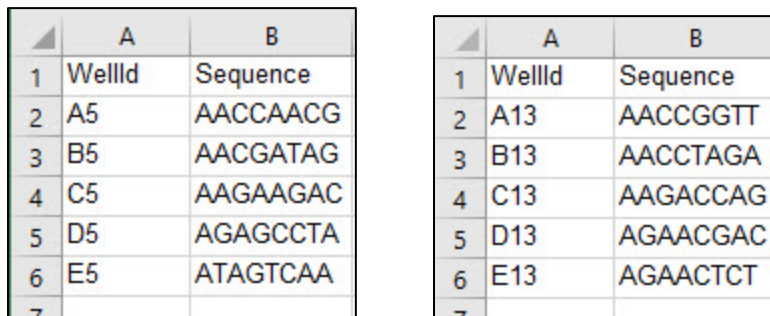 A B
1 WellId Sequence
2 A5 AACCAACG
3 B5 AACGATAG
4 C5 AAGAAGAC
5 D5 AGAGCCTA
6 E5 ATAGTCAA
A B
1 WellId Sequence
2 A13 AACCGGTT
3 B13 AACCTAGA
4 C13 AAGACCAG
5 D13 AGAACGAC
6 E13 AGAACTCT